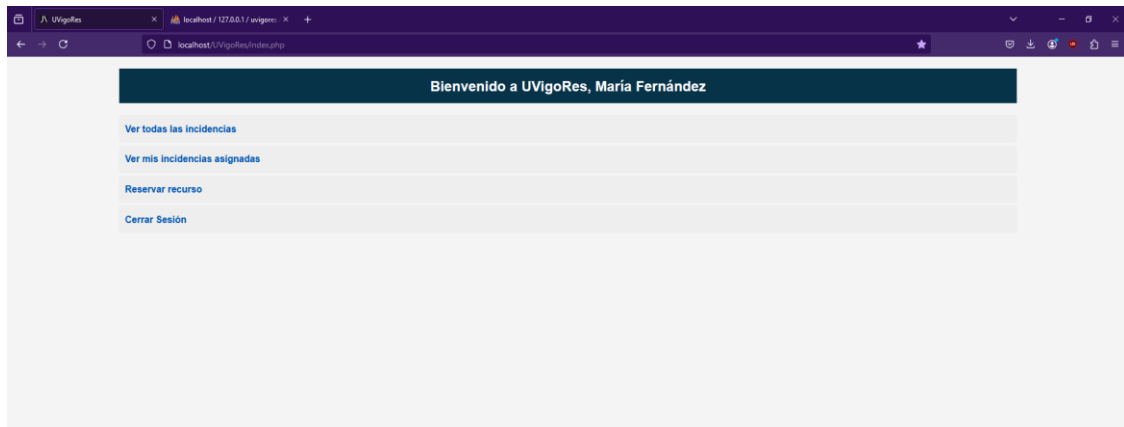 UVigoRes
localhost / 127.0.0.1 / uvigores
localhost/UVigoRes/index.php
Bienvenido a UVigoRes, María Fernández
Ver todas las incidencias
Ver mis incidencias asignadas
Reservar recurso
Cerrar Sesión